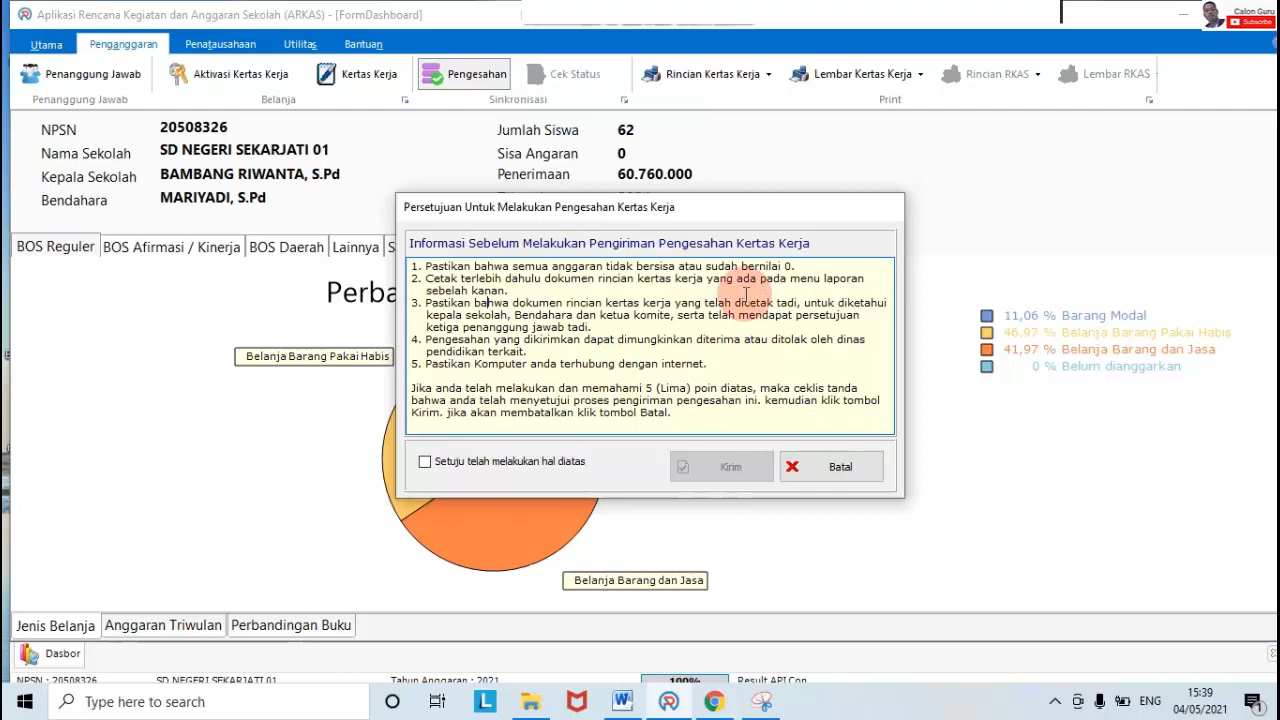 Aplikasi Rencana Kegiatan dan Anggaran Sekolah (ARKAS) - [FormDashboard]
Calon Guru
Subscribe
Utama Penganggaran Penatausahaan Utilitas Bantuan
Penanggung Jawab Aktivasi Kertas Kerja Kertas Kerja Pengesahan Cek Status Rincian Kertas Kerja Lembar Kertas Kerja Rincian RKAS Lembar RKAS
Penanggung Jawab Belanja Sinkronisasi Print
NPSN 20508326 Jumlah Siswa 62
Nama Sekolah SD NEGERI SEKARJATI 01 Sisa Angaran 0
Kepala Sekolah BAMBANG RIWANTA, S.Pd Penerimaan 60.760.000
Bendahara MARIYADI, S.Pd
BOS Reguler BOS Afirmasi / Kinerja BOS Daerah Lainnya S
Perba
Persetujuan Untuk Melakukan Pengesahan Kertas Kerja
Informasi Sebelum Melakukan Pengiriman Pengesahan Kertas Kerja
1. Pastikan bahwa semua anggaran tidak bersisa atau sudah bernilai 0.
2. Cetak terlebih dahulu dokumen rincian kertas kerja yang ada pada menu laporan
sebelah kanan.
3. Pastikan bahwa dokumen rincian kertas kerja yang telah dicetak tadi, untuk diketahui
kepala sekolah, Bendahara dan ketua komite, serta telah mendapat persetujuan
ketiga penanggung jawab tadi.
4. Pengesahan yang dikirimkan dapat dimungkinkan diterima atau ditolak oleh dinas
pendidikan terkait.
5. Pastikan Komputer anda terhubung dengan internet.
Jika anda telah melakukan dan memahami 5 (Lima) poin diatas, maka ceklis tanda
bahwa anda telah menyetujui proses pengiriman pengesahan ini. kemudian klik tombol
Kirim. jika akan membatalkan klik tombol Batal.
Setuju telah melakukan hal diatas Kirim Batal
11,06 % Barang Modal
46,97 % Belanja Barang Pakai Habis
41,97 % Belanja Barang dan Jasa
0 % Belum dianggarkan
Belanja Barang Pakai Habis
Belanja Barang dan Jasa
Jenis Belanja Anggaran Triwulan Perbandingan Buku
Dasbor
NPSN : 20508326 SD NEGERI SEKARJATI 01 Tahun Anggaran : 2021 100% Result API Con
Type here to search
ENG
15:39
04/05/2021
1